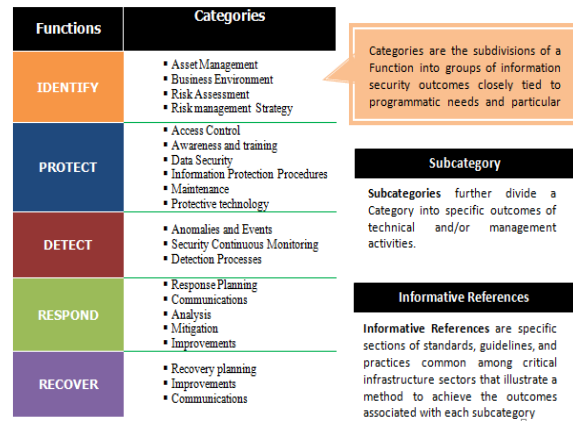 Functions
Categories
IDENTIFY
▪ Asset Management
▪ Business Environment
▪ Risk Assessment
▪ Risk management Strategy
PROTECT
▪ Access Control
▪ Awareness and training
▪ Data Security
▪ Information Protection Procedures
▪ Maintenance
▪ Protective technology
DETECT
▪ Anomalies and Events
▪ Security Continuous Monitoring
▪ Detection Processes
RESPOND
▪ Response Planning
▪ Communications
▪ Analysis
▪ Mitigation
▪ Improvements
RECOVER
▪ Recovery planning
▪ Improvements
▪ Communications
Categories are the subdivisions of a
Function into groups of information
security outcomes closely tied to
programmatic needs and particular
Subcategory
Subcategories further divide a
Category into specific outcomes of
technical and/or management
activities.
Informative References
Informative References are specific
sections of standards, guidelines, and
practices common among critical
infrastructure sectors that illustrate a
method to achieve the outcomes
associated with each subcategory